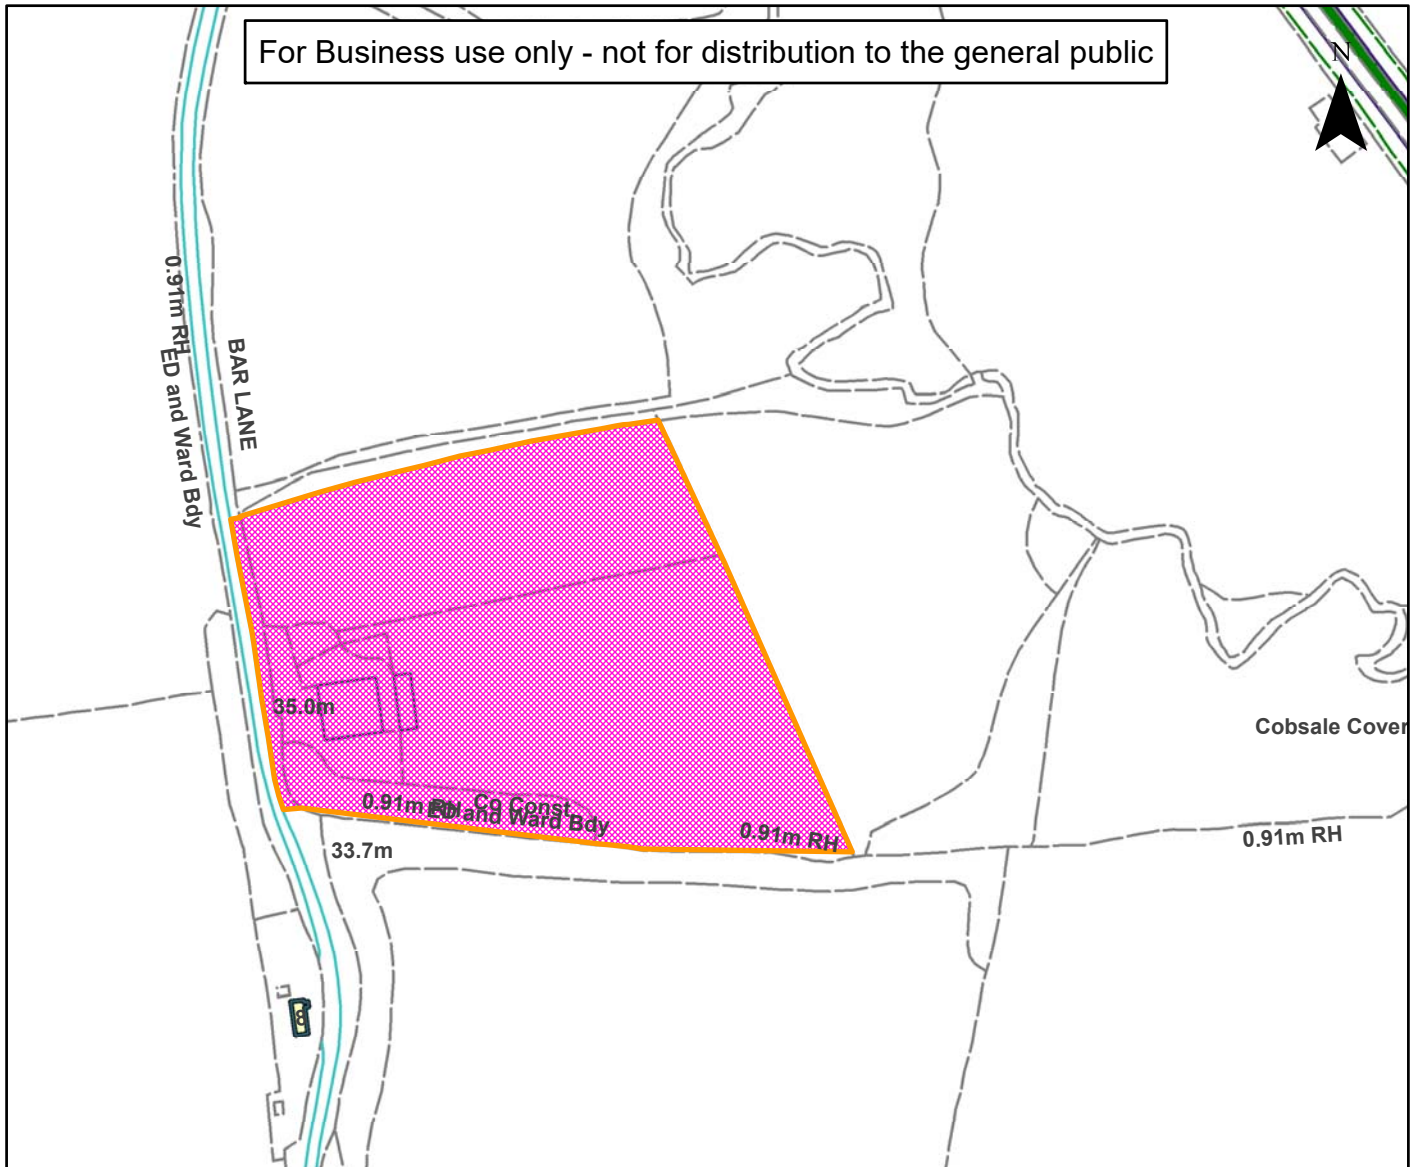 For Business use only - not for distribution to the general public
N
0.91m RH
ED and Ward Bdy
BAR LANE
35.0m
Cobsale Cover
0.91m RH
Co Const
and Ward Bdy
0.91m RH
0.91m RH
33.7m
8